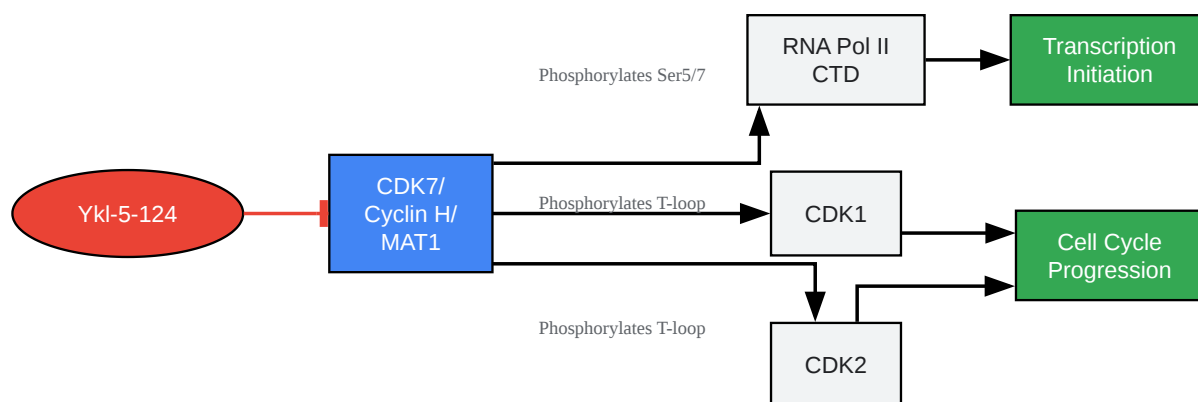 RNA Pol II
CTD
Transcription
Initiation
Phosphorylates Ser5/7
Ykl-5-124
CDK7/
Cyclin H/
MAT1
Phosphorylates T-loop
CDK1
Cell Cycle
Progression
Phosphorylates T-loop
CDK2